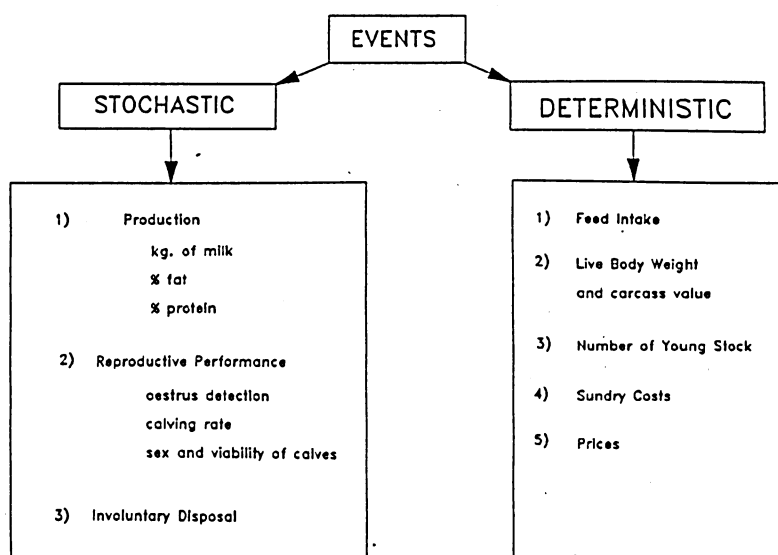 EVENTS
STOCHASTIC
DETERMINISTIC
1) Production
kg. of milk
% fat
% protein
2) Reproductive Performance
oestrus detection
calving rate
sex and viability of calves
3) Involuntary Disposal
1) Feed Intake
2) Live Body Weight
and carcass value
3) Number of Young Stock
4) Sundry Costs
5) Prices